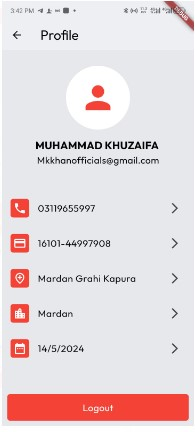 3:42 PM
Profile
MUHAMMAD KHUZAIFA
Mkkhanofficials@gmail.com
03119655997
16101-44997908
Mardan Grahi Kapura
Mardan
14/5/2024
Logout